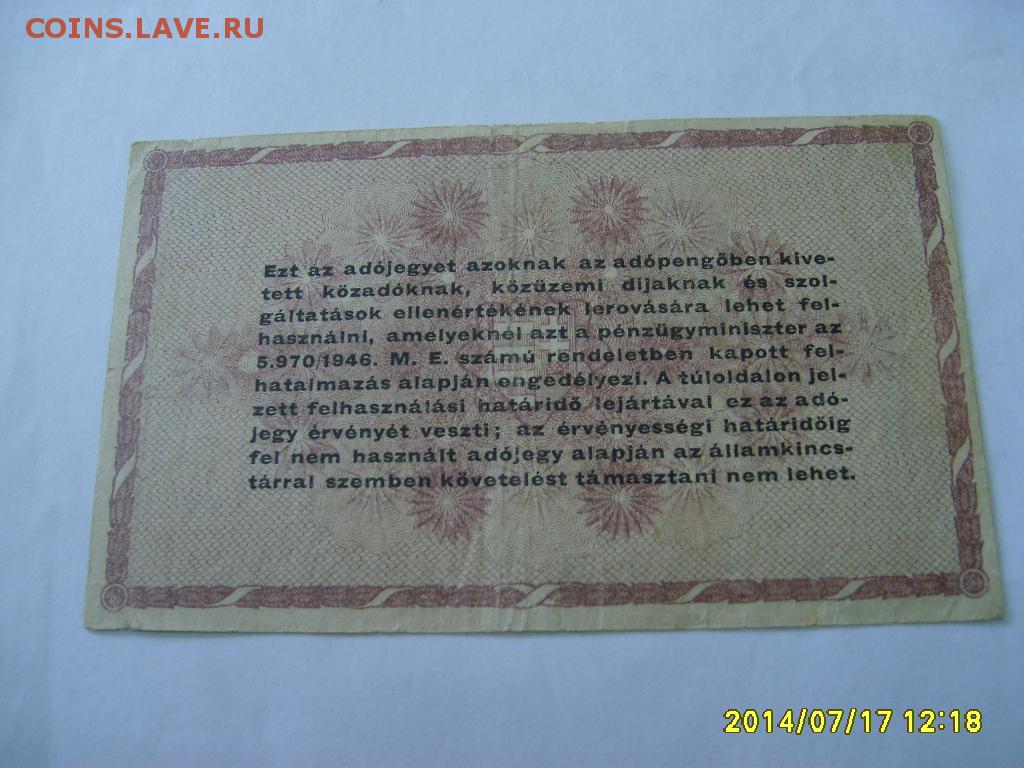 COINS.LAVE.RU
Ezt az adójegyet azoknak az adópengőben kive-
tett közadóknak, közüzemi dijaknak és szol-
gáltatások ellenértékének lerovására lehet fel-
használni, amelyeknél azt a pénzügyminiszter az
5.970/1946. M. E. számú rendeletben kapott fel-
hatalmazás alapján engedélyezi. A túloldalon jel-
zett felhasználási határidő lejártával ez az adó-
jegy érvényét veszti; az érvényességi határidőig
fel nem használt adójegy alapján az államkincs-
tárral szemben követelést támasztani nem lehet.
2014/07/17 12:18